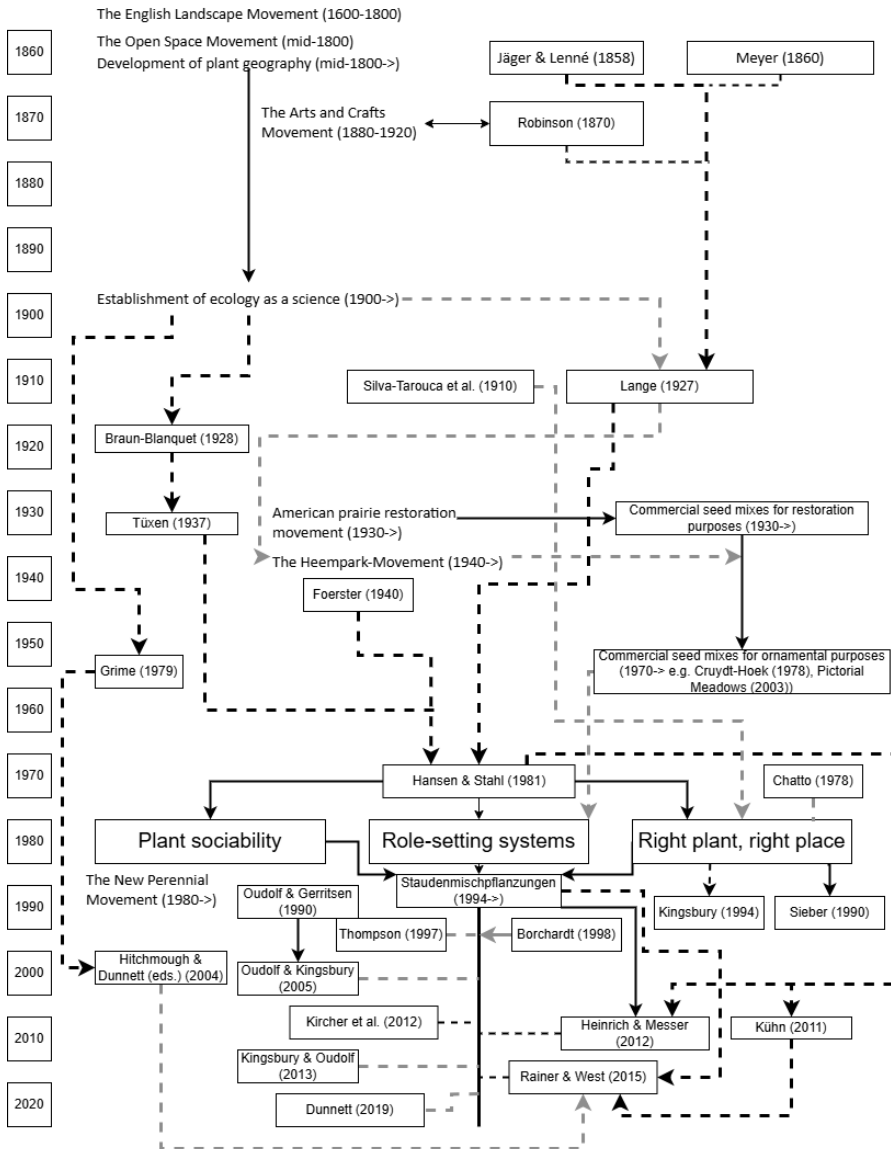 The English Landscape Movement (1600-1800)
1860
The Open Space Movement (mid-1800)
Development of plant geography (mid-1800->)
Jäger & Lenné (1858)
Meyer (1860)
1870
The Arts and Crafts
Movement (1880-1920)
Robinson (1870)
1880
1890
1900
Establishment of ecology as a science (1900->)
1910
Silva-Tarouca et al. (1910)
Lange (1927)
1920
Braun-Blanquet (1928)
1930
Tüxen (1937)
American prairie restoration
movement (1930->)
Commercial seed mixes for restoration
purposes (1930->)
1940
The Heempark-Movement (1940->)
Foerster (1940)
1950
Grime (1979)
Commercial seed mixes for ornamental purposes
(1970-> e.g. Cruydt-Hoek (1978), Pictorial
Meadows (2003))
1960
1970
Hansen & Stahl (1981)
Chatto (1978)
1980
Plant sociability
Role-setting systems
Right plant, right place
1990
The New Perennial
Movement (1980->)
Oudolf & Gerritsen
(1990)
Staudenmischpflanzungen
(1994->)
Kingsbury (1994)
Sieber (1990)
Thompson (1997)
Borchardt (1998)
2000
Hitchmough &
Dunnett (eds.) (2004)
Oudolf & Kingsbury
(2005)
2010
Kircher et al. (2012)
Heinrich & Messer
(2012)
Kühn (2011)
Kingsbury & Oudolf
(2013)
Rainer & West (2015)
2020
Dunnett (2019)